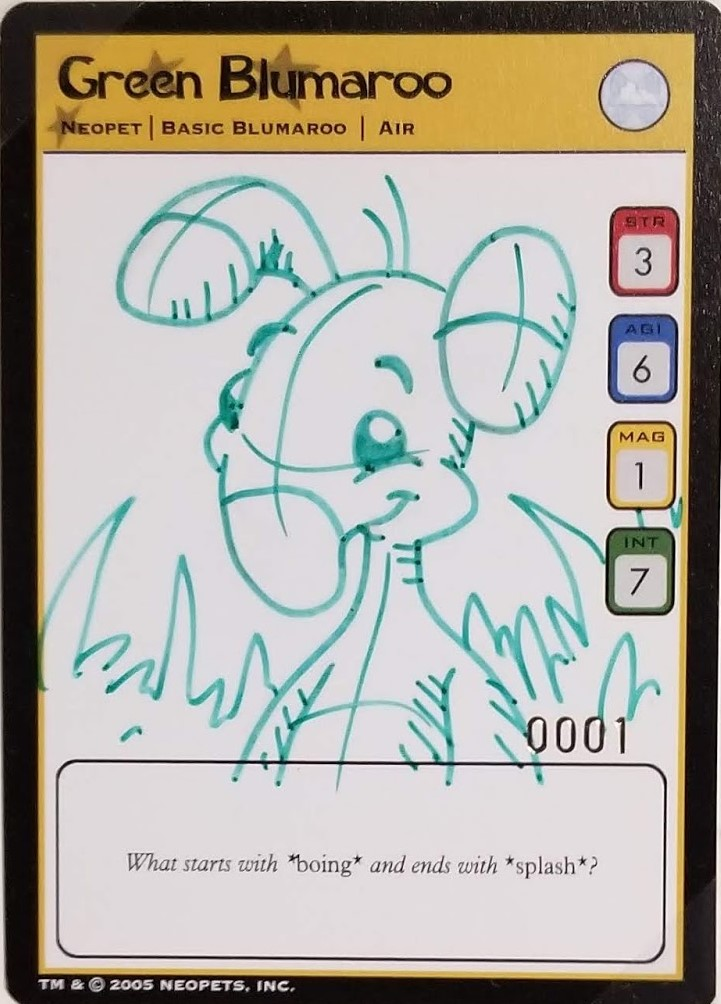 Green Blumaroo
NEOPET | BASIC BLUMAROO | AIR
STR
3
AGI
6
MAG
1
INT
7
0001
What starts with *boing* and ends with *splash*?
TM & © 2005 NEOPETS, INC.